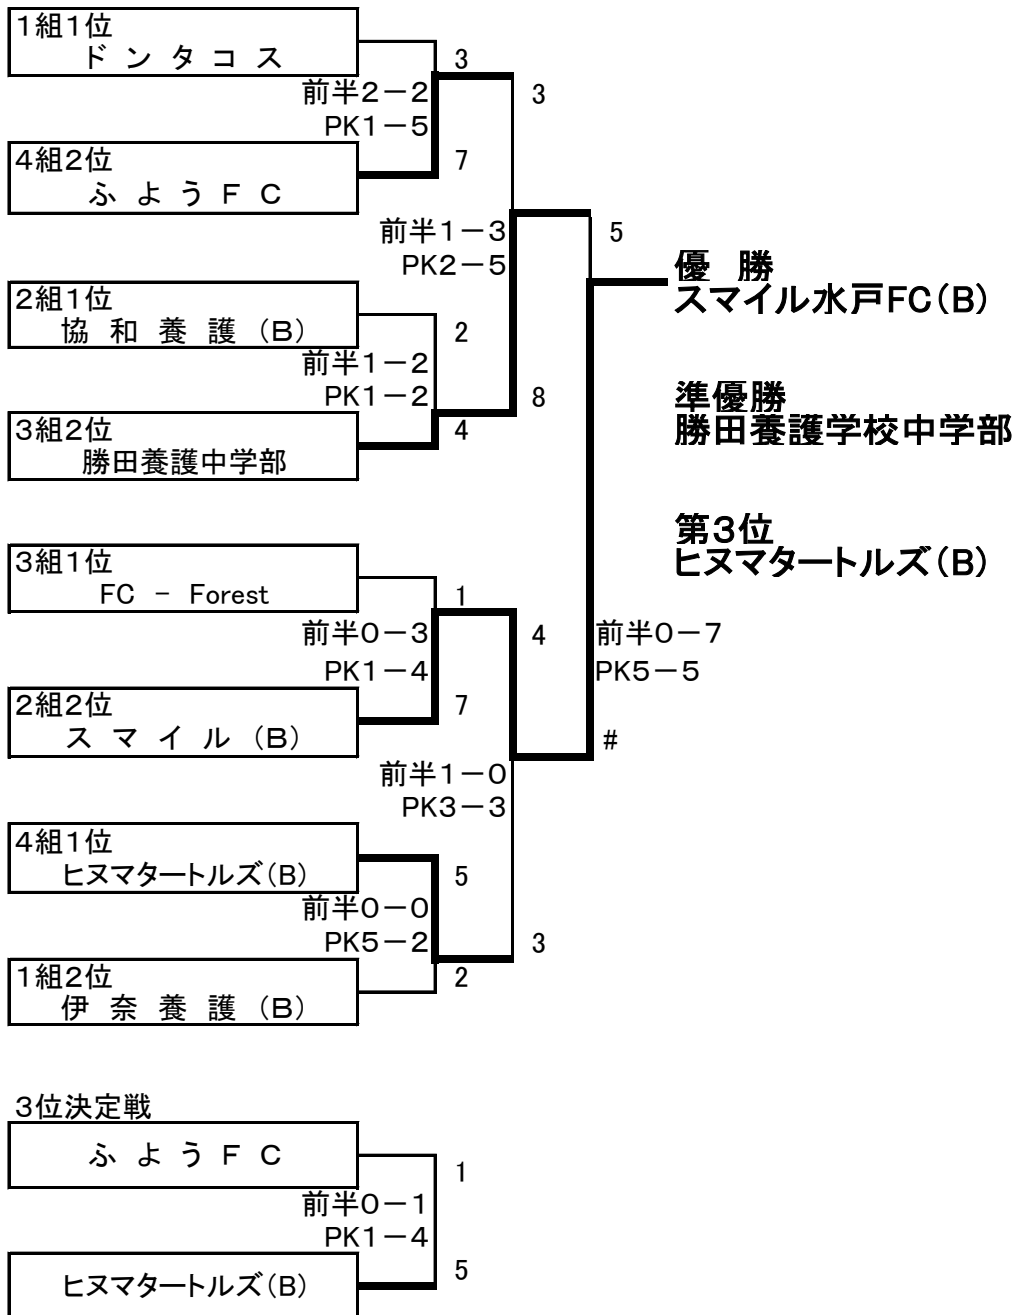 1組1位
ド ン タ コ ス
3
前半2－2
3
PK1－5
4組2位
7
ふ よ う F C
前半1－3
5
PK2－5
優 勝
スマイル水戸FC(B)
2組1位
協 和 養 護 (B)
2
前半1－2
PK1－2
8
準優勝
3組2位
4
勝田養護学校中学部
勝田養護中学部
第3位
ヒヌマタートルズ(B)
3組1位
FC － Forest
1
前半0－3
4
前半0－7
PK1－4
PK5－5
2組2位
7
ス マ イ ル (B)
#
前半1－0
PK3－3
4組1位
ヒヌマタートルズ(B)
5
前半0－0
PK5－2
3
1組2位
2
伊 奈 養 護 (B)
3位決定戦
ふ よ う F C
1
前半0－1
PK1－4
ヒヌマタートルズ(B)
5